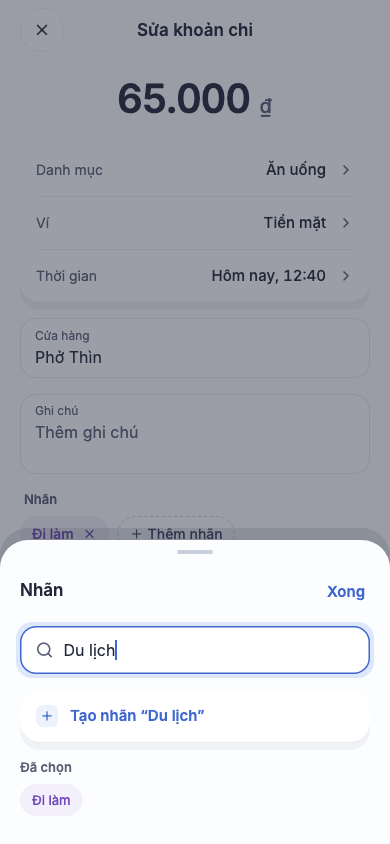 Sửa khoản chi
65.000 ₫
Danh mục Ăn uống
Ví Tiền mặt
Thời gian Hôm nay, 12:40
Cửa hàng
Phở Thìn
Ghi chú
Thêm ghi chú
Nhãn
Đi làm Thêm nhãn
Nhãn Xong
Du lịch
Tạo nhãn “Du lịch”
Đã chọn
Đi làm